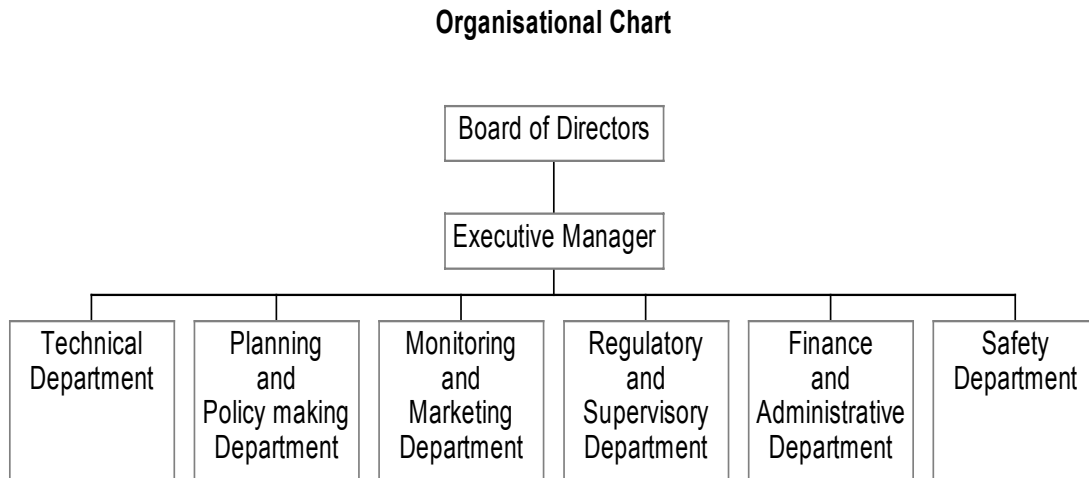 Organisational Chart
Board of Directors
Executive Manager
Technical
Department
Planning
and
Policy making
Department
Monitoring
and
Marketing
Department
Regulatory
and
Supervisory
Department
Finance
and
Administrative
Department
Safety
Department